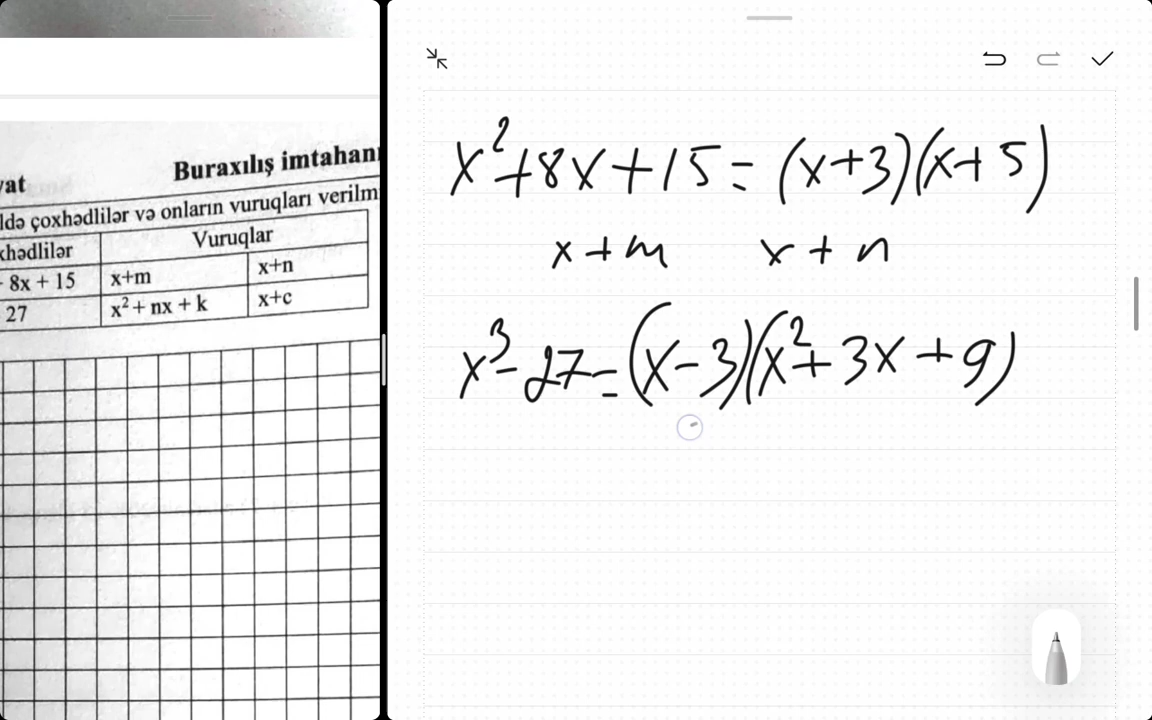 vat Buraxılış imtahanı
ldə çoxhədlilər və onların vuruqları verilm
xhədlilər Vuruqlar
8x + 15 x+m x+n
27 x² + nx + k x+c
x² + 8x + 15 = (x+3)(x+5)
x + m x + n
x³ - 27 = (x-3)(x² + 3x + 9)